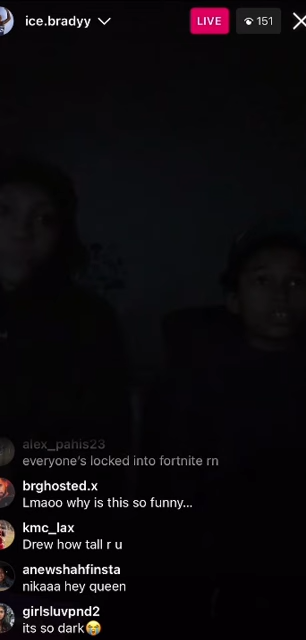 ice.bradyy
LIVE
151
alex_pahis23
everyone's locked into fortnite rn
brghosted.x
Lmaoo why is this so funny...
kmc_lax
Drew how tall r u
anewshahfinsta
nikaaa hey queen
girlsluvpnd2
its so dark😭